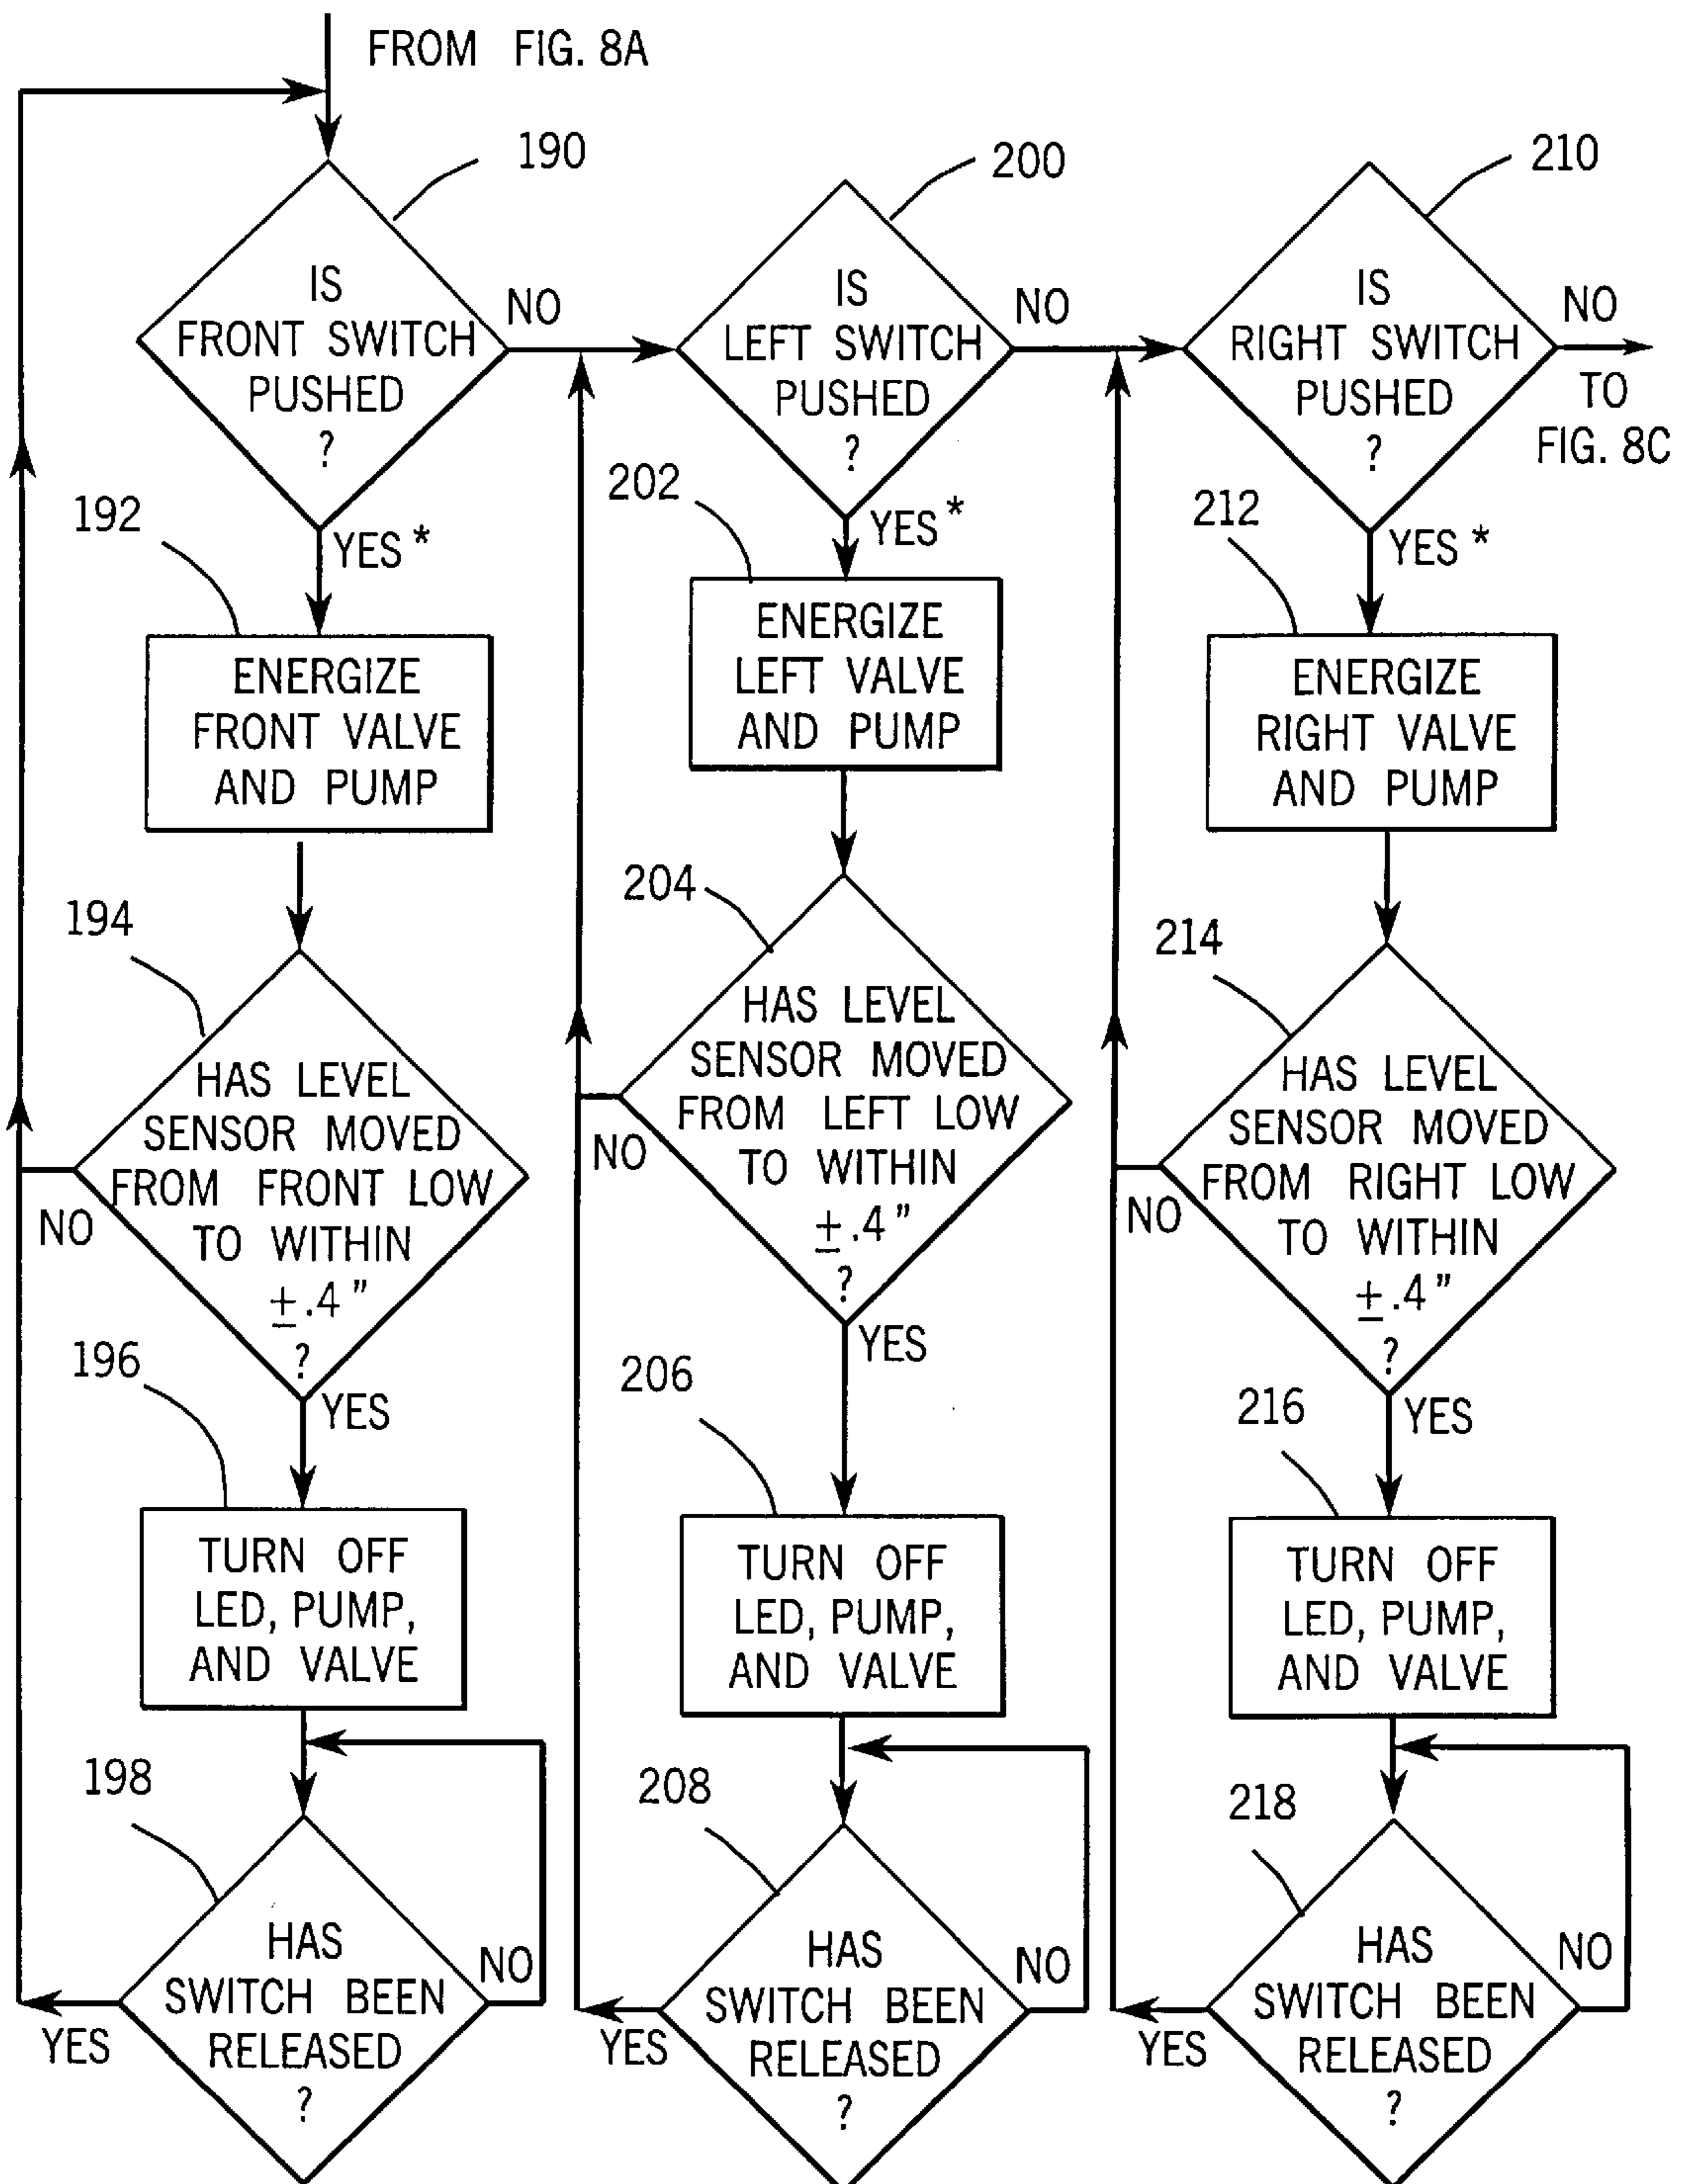 FROM FIG. 8A
190
IS
FRONT SWITCH
PUSHED
?
NO
YES *
192
ENERGIZE
FRONT VALVE
AND PUMP
194
HAS LEVEL
SENSOR MOVED
FROM FRONT LOW
TO WITHIN
±.4"
?
NO
YES
196
TURN OFF
LED, PUMP,
AND VALVE
198
HAS
SWITCH BEEN
RELEASED
?
NO
YES
200
IS
LEFT SWITCH
PUSHED
?
NO
YES *
202
ENERGIZE
LEFT VALVE
AND PUMP
204
HAS LEVEL
SENSOR MOVED
FROM LEFT LOW
TO WITHIN
±.4"
?
NO
YES
206
TURN OFF
LED, PUMP,
AND VALVE
208
HAS
SWITCH BEEN
RELEASED
?
NO
YES
210
IS
RIGHT SWITCH
PUSHED
?
NO
TO
FIG. 8C
YES *
212
ENERGIZE
RIGHT VALVE
AND PUMP
214
HAS LEVEL
SENSOR MOVED
FROM RIGHT LOW
TO WITHIN
±.4"
?
NO
YES
216
TURN OFF
LED, PUMP,
AND VALVE
218
HAS
SWITCH BEEN
RELEASED
?
NO
YES